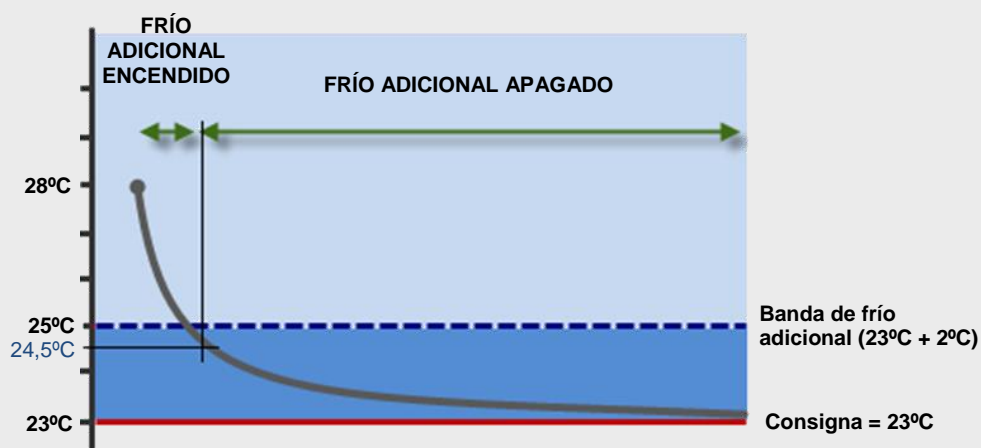 FRÍO
ADICIONAL
ENCENDIDO
FRÍO ADICIONAL APAGADO
28ºC
25ºC
24,5ºC
23ºC
Banda de frío
adicional (23ºC + 2ºC)
Consigna = 23ºC